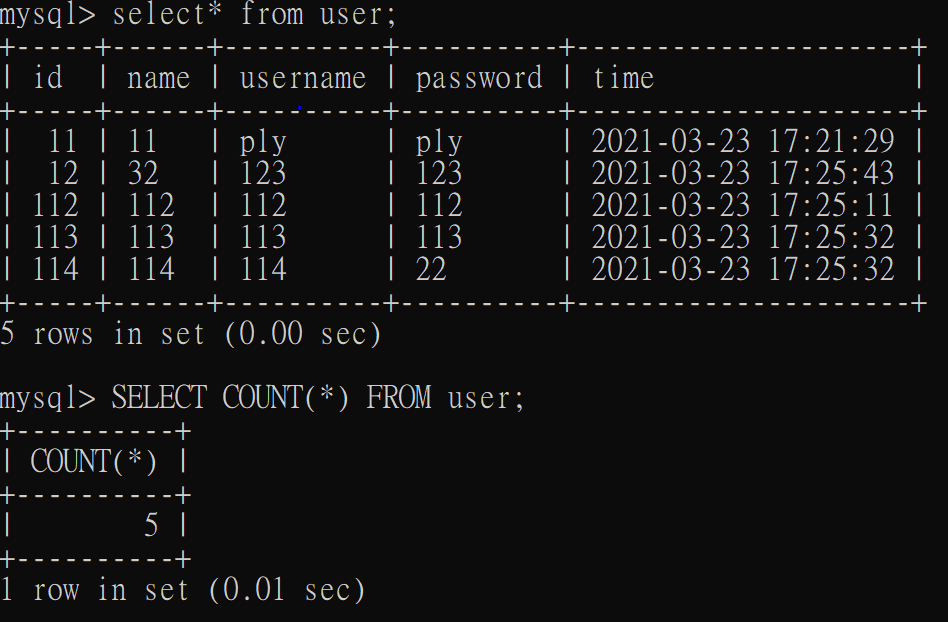 mysql> select* from user;
+-----+------+----------+----------+---------------------+
| id  | name | username | password | time                |
+-----+------+----------+----------+---------------------+
|  11 | 11   | ply      | ply      | 2021-03-23 17:21:29 |
|  12 | 32   | 123      | 123      | 2021-03-23 17:25:43 |
| 112 | 112  | 112      | 112      | 2021-03-23 17:25:11 |
| 113 | 113  | 113      | 113      | 2021-03-23 17:25:32 |
| 114 | 114  | 114      | 22       | 2021-03-23 17:25:32 |
+-----+------+----------+----------+---------------------+
5 rows in set (0.00 sec)
mysql> SELECT COUNT(*) FROM user;
+----------+
| COUNT(*) |
+----------+
|        5 |
+----------+
1 row in set (0.01 sec)